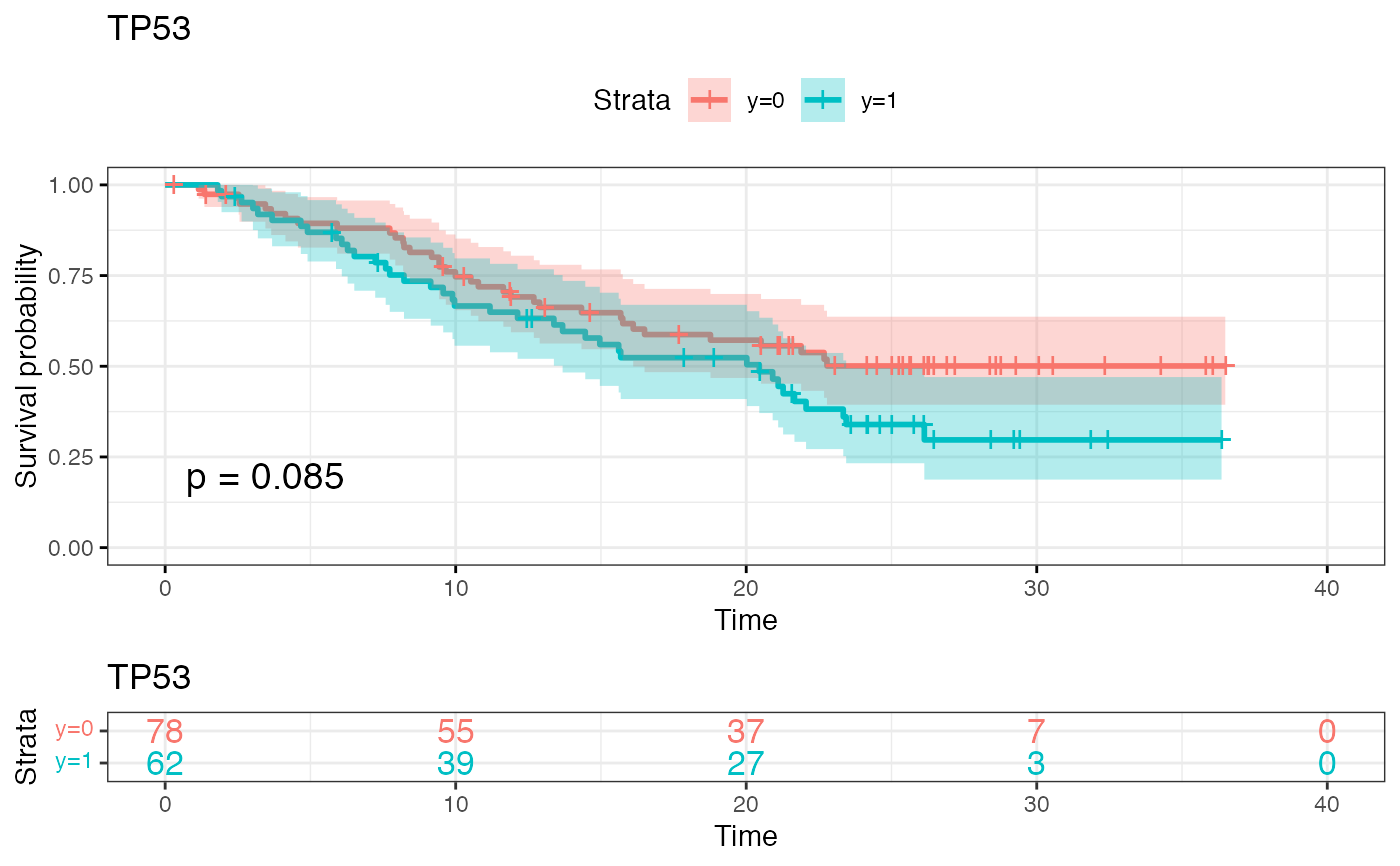 TP53
Strata y=0 y=1
1.00
0.75
0.50
0.25
0.00
Survival probability
p = 0.085
0 10 20 30 40
Time
TP53
Strata
y=0 78 55 37 7 0
y=1 62 39 27 3 0
0 10 20 30 40
Time